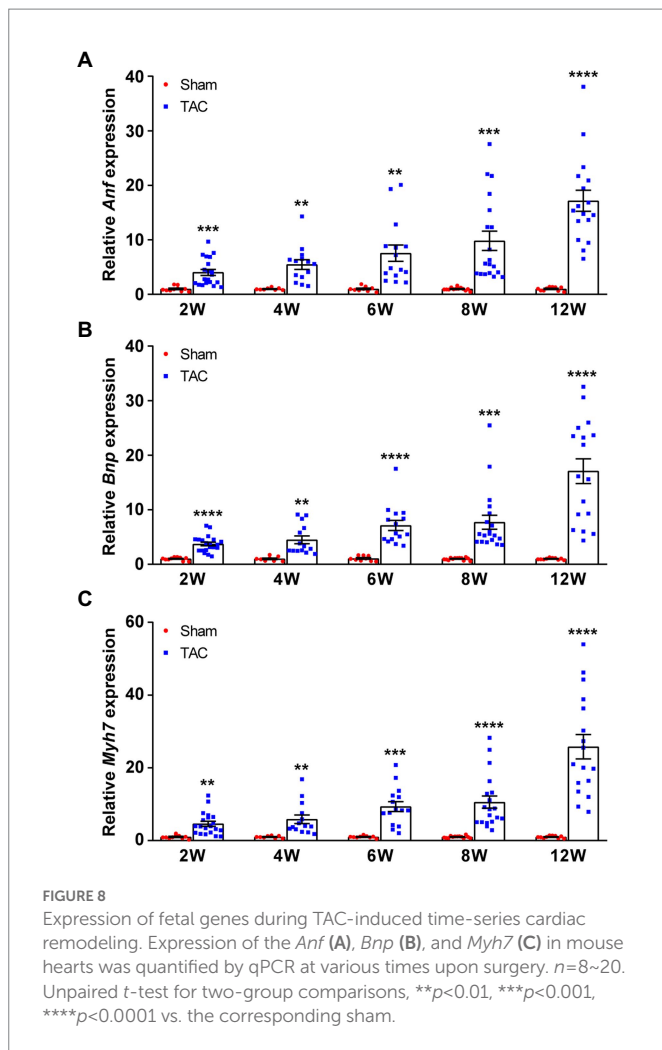 A
Sham
TAC
Relative Anf expression
40
30
20
10
0
***
**
**
***
****
2W 4W 6W 8W 12W
B
Sham
TAC
Relative Bnp expression
40
30
20
10
0
****
**
****
***
****
2W 4W 6W 8W 12W
C
Sham
TAC
Relative Myh7 expression
60
40
20
0
**
**
***
****
****
2W 4W 6W 8W 12W
FIGURE 8
Expression of fetal genes during TAC-induced time-series cardiac
remodeling. Expression of the Anf (A), Bnp (B), and Myh7 (C) in mouse
hearts was quantified by qPCR at various times upon surgery. n=8~20.
Unpaired t-test for two-group comparisons, **p<0.01, ***p<0.001,
****p<0.0001 vs. the corresponding sham.